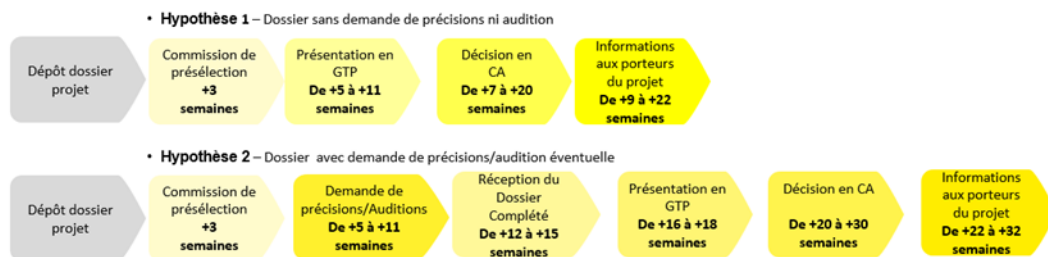 • Hypothèse 1 – Dossier sans demande de précisions ni audition
Dépôt dossier
projet
Commission de
présélection
+3
semaines
Présentation en
GTP
De +5 à +11
semaines
Décision en
CA
De +7 à +20
semaines
Informations
aux porteurs
du projet
De +9 à +22
semaines
• Hypothèse 2 – Dossier avec demande de précisions/audition éventuelle
Dépôt dossier
projet
Commission de
présélection
+3
semaines
Demande de
précisions/Auditions
De +5 à +11
semaines
Réception du
Dossier
Complété
De +12 à +15
semaines
Présentation en
GTP
De +16 à +18
semaines
Décision en CA
De +20 à +30
semaines
Informations
aux porteurs
du projet
De +22 à +32
semaines